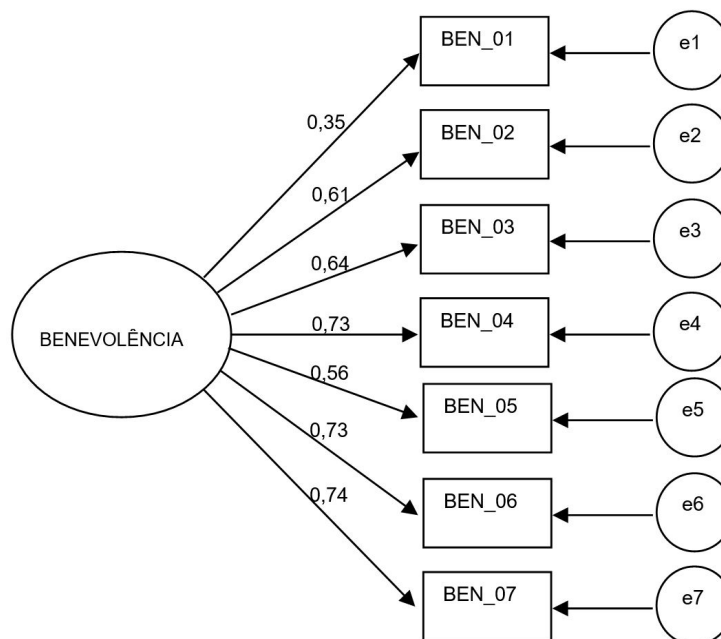 BEN_01
e1
0,35
BEN_02
e2
0,61
BEN_03
e3
0,64
BENEVOLÊNCIA
0,73
BEN_04
e4
0,56
BEN_05
e5
0,73
BEN_06
e6
0,74
BEN_07
e7